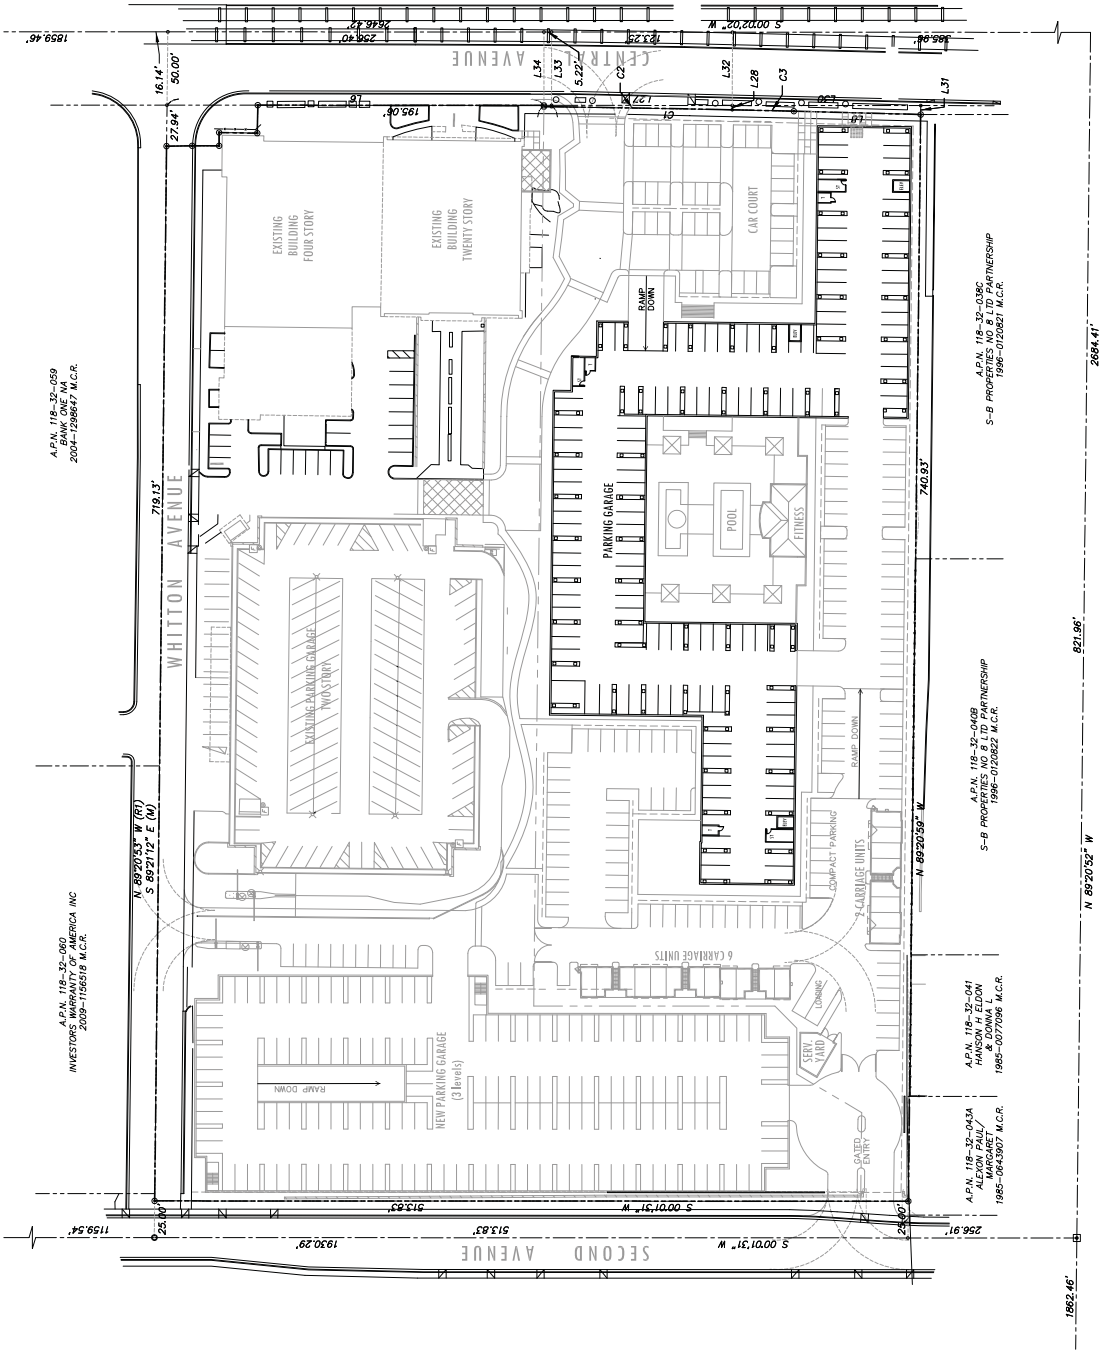 2646.42'
S 00°02'02" W
1859.46'
256.40'
123.25'
385.96'
CENTRAL AVENUE
16.14'
50.00'
27.94'
L34
L33
5.22'
C2
L32
L28
C3
L31
L6
195.06'
L27
C1
EXISTING
BUILDING
FOUR STORY
EXISTING
BUILDING
TWENTY STORY
CAR COURT
RAMP
DOWN
A.P.N. 118-32-059
BANK ONE NA
2004-1298647 M.C.R.
A.P.N. 118-32-038C
S-B PROPERTIES NO 8 LTD PARTNERSHIP
1996-0120821 M.C.R.
2684.41'
WHITTON AVENUE
719.13'
740.93'
PARKING GARAGE
POOL
FITNESS
EXISTING PARKING GARAGE
TWO STORY
821.96'
A.P.N. 118-32-040B
S-B PROPERTIES NO 8 LTD PARTNERSHIP
1996-0120822 M.C.R.
RAMP DOWN
N 89°20'53" W (R1)
S 89°21'12" E (M)
N 89°20'59" W
N 89°20'52" W
COMPACT PARKING
2 CARRIAGE UNITS
6 CARRIAGE UNITS
A.P.N. 118-32-060
INVESTORS WARRANTY OF AMERICA INC
2009-1156518 M.C.R.
LOADING
SERV.
YARD
A.P.N. 118-32-041
HANSON H ELDON
& DONNA L
1985-0077096 M.C.R.
RAMP DOWN
NEW PARKING GARAGE
(3 levels)
GATED
ENTRY
A.P.N. 118-32-043A
ALEXON PAUL/
MARGARET
1985-0643907 M.C.R.
513.83'
S 00°01'31" W
1159.54'
25.00'
513.83'
25.00'
256.91'
1930.29'
SECOND AVENUE
S 00°01'31" W
1862.46'